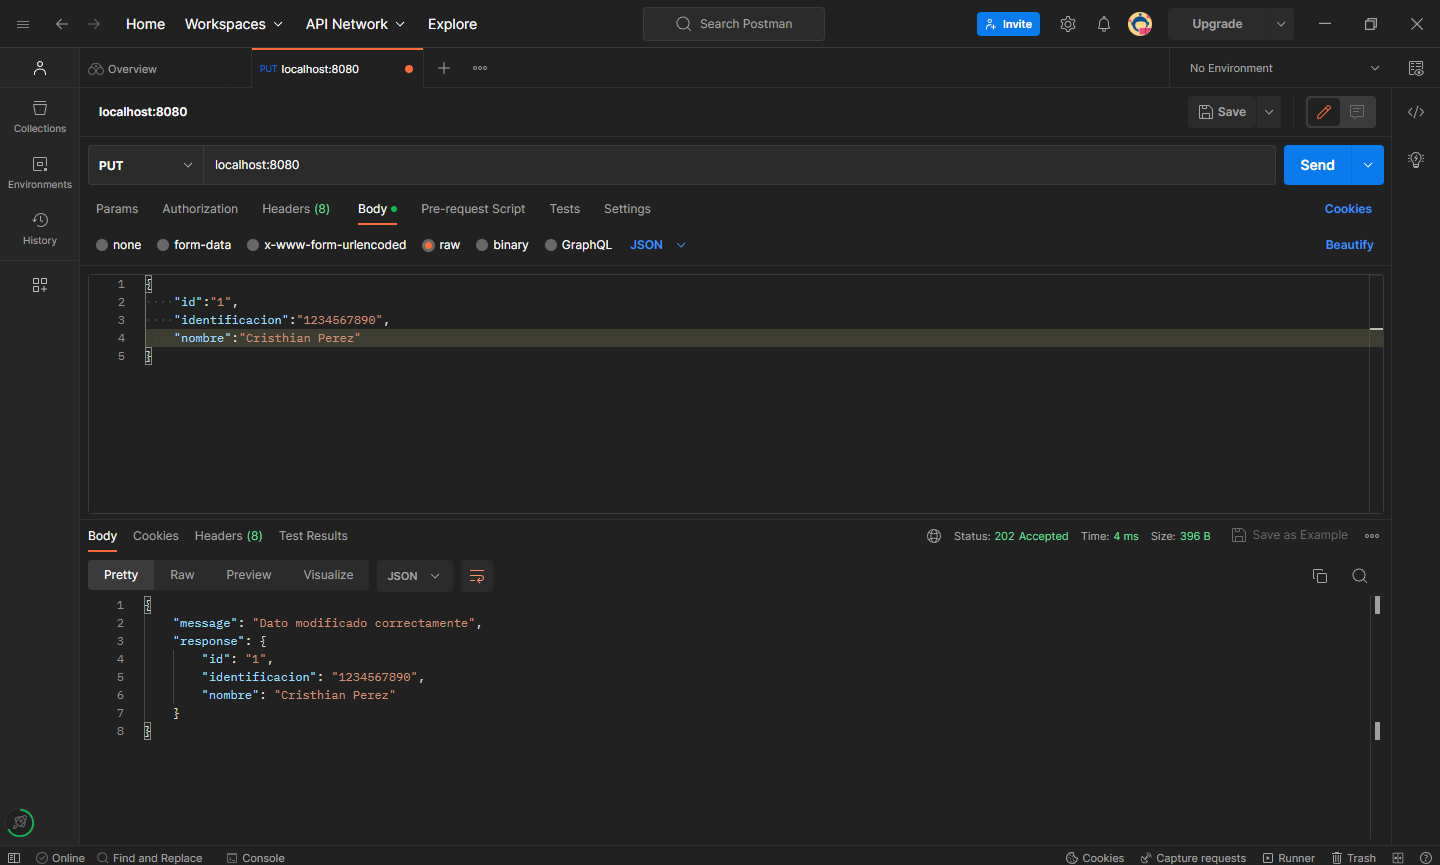 Home Workspaces API Network Explore Search Postman Invite Upgrade
Overview PUT localhost:8080 No Environment
localhost:8080 Save
Collections
Environments
History
PUT localhost:8080 Send
Params Authorization Headers (8) Body Pre-request Script Tests Settings Cookies
none form-data x-www-form-urlencoded raw binary GraphQL JSON Beautify
1 {
2 "id":"1",
3 "identificacion":"1234567890",
4 "nombre":"Cristhian Perez"
5 }
Body Cookies Headers (8) Test Results Status: 202 Accepted Time: 4 ms Size: 396 B Save as Example
Pretty Raw Preview Visualize JSON
1 {
2 "message": "Dato modificado correctamente",
3 "response": {
4 "id": "1",
5 "identificacion": "1234567890",
6 "nombre": "Cristhian Perez"
7 }
8 }
Online Find and Replace Console Cookies Capture requests Runner Trash